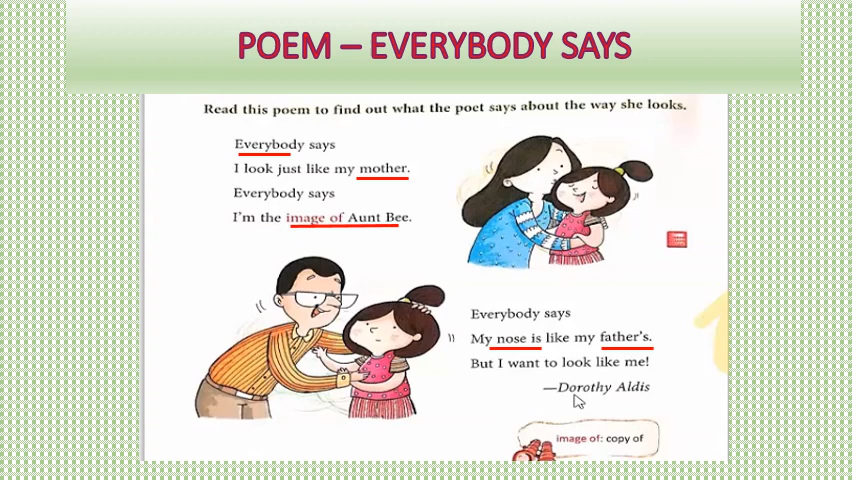 POEM – EVERYBODY SAYS
Read this poem to find out what the poet says about the way she looks.
Everybody says
I look just like my mother.
Everybody says
I'm the image of Aunt Bee.
Everybody says
My nose is like my father's.
But I want to look like me!
—Dorothy Aldis
image of: copy of